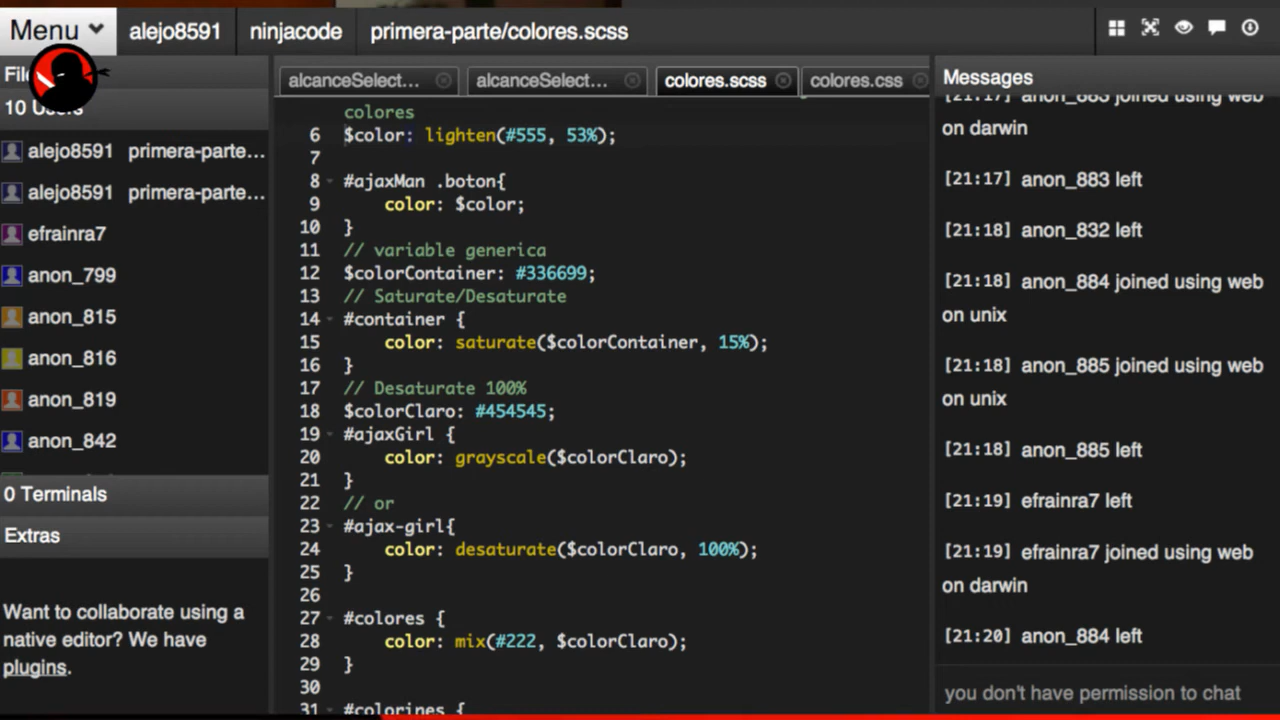 Menu
alejo8591
ninjacode
primera-parte/colores.scss
10 Users
alejo8591 primera-parte...
alejo8591 primera-parte...
efrainra7
anon_799
anon_815
anon_816
anon_819
anon_842
0 Terminals
Extras
Want to collaborate using a
native editor? We have
plugins.
alcanceSelect...
alcanceSelect...
colores.scss
colores.css
colores
6 $color: lighten(#555, 53%);
7
8 #ajaxMan .boton{
9 color: $color;
10 }
11 // variable generica
12 $colorContainer: #336699;
13 // Saturate/Desaturate
14 #container {
15 color: saturate($colorContainer, 15%);
16 }
17 // Desaturate 100%
18 $colorClaro: #454545;
19 #ajaxGirl {
20 color: grayscale($colorClaro);
21 }
22 // or
23 #ajax-girl{
24 color: desaturate($colorClaro, 100%);
25 }
26
27 #colores {
28 color: mix(#222, $colorClaro);
29 }
30
31 #colorines {
Messages
[21:17] anon_883 joined using web
on darwin
[21:17] anon_883 left
[21:18] anon_832 left
[21:18] anon_884 joined using web
on unix
[21:18] anon_885 joined using web
on unix
[21:18] anon_885 left
[21:19] efrainra7 left
[21:19] efrainra7 joined using web
on darwin
[21:20] anon_884 left
you don't have permission to chat